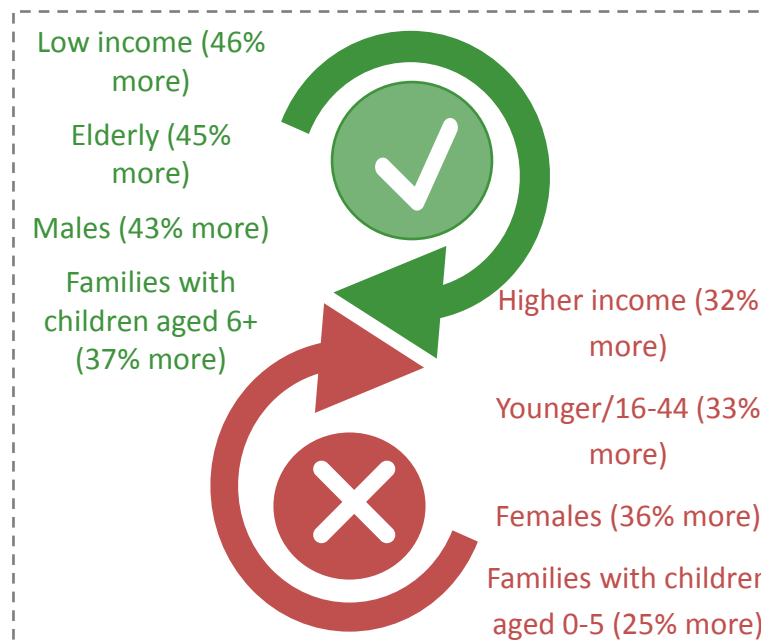 Low income (46%
more)
Elderly (45%
more)
Males (43% more)
Families with
children aged 6+
(37% more)
Higher income (32%
more)
Younger/16-44 (33%
more)
Females (36% more)
Families with children
aged 0-5 (25% more)